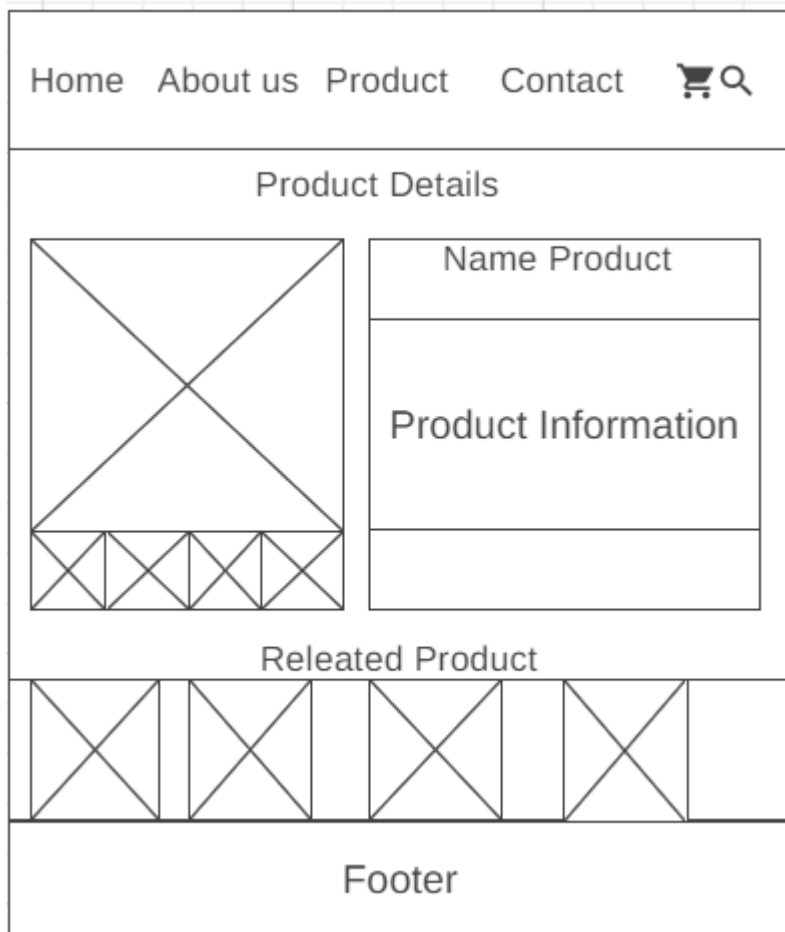 Home About us Product Contact
Product Details
Name Product
Product Information
Releated Product
Footer